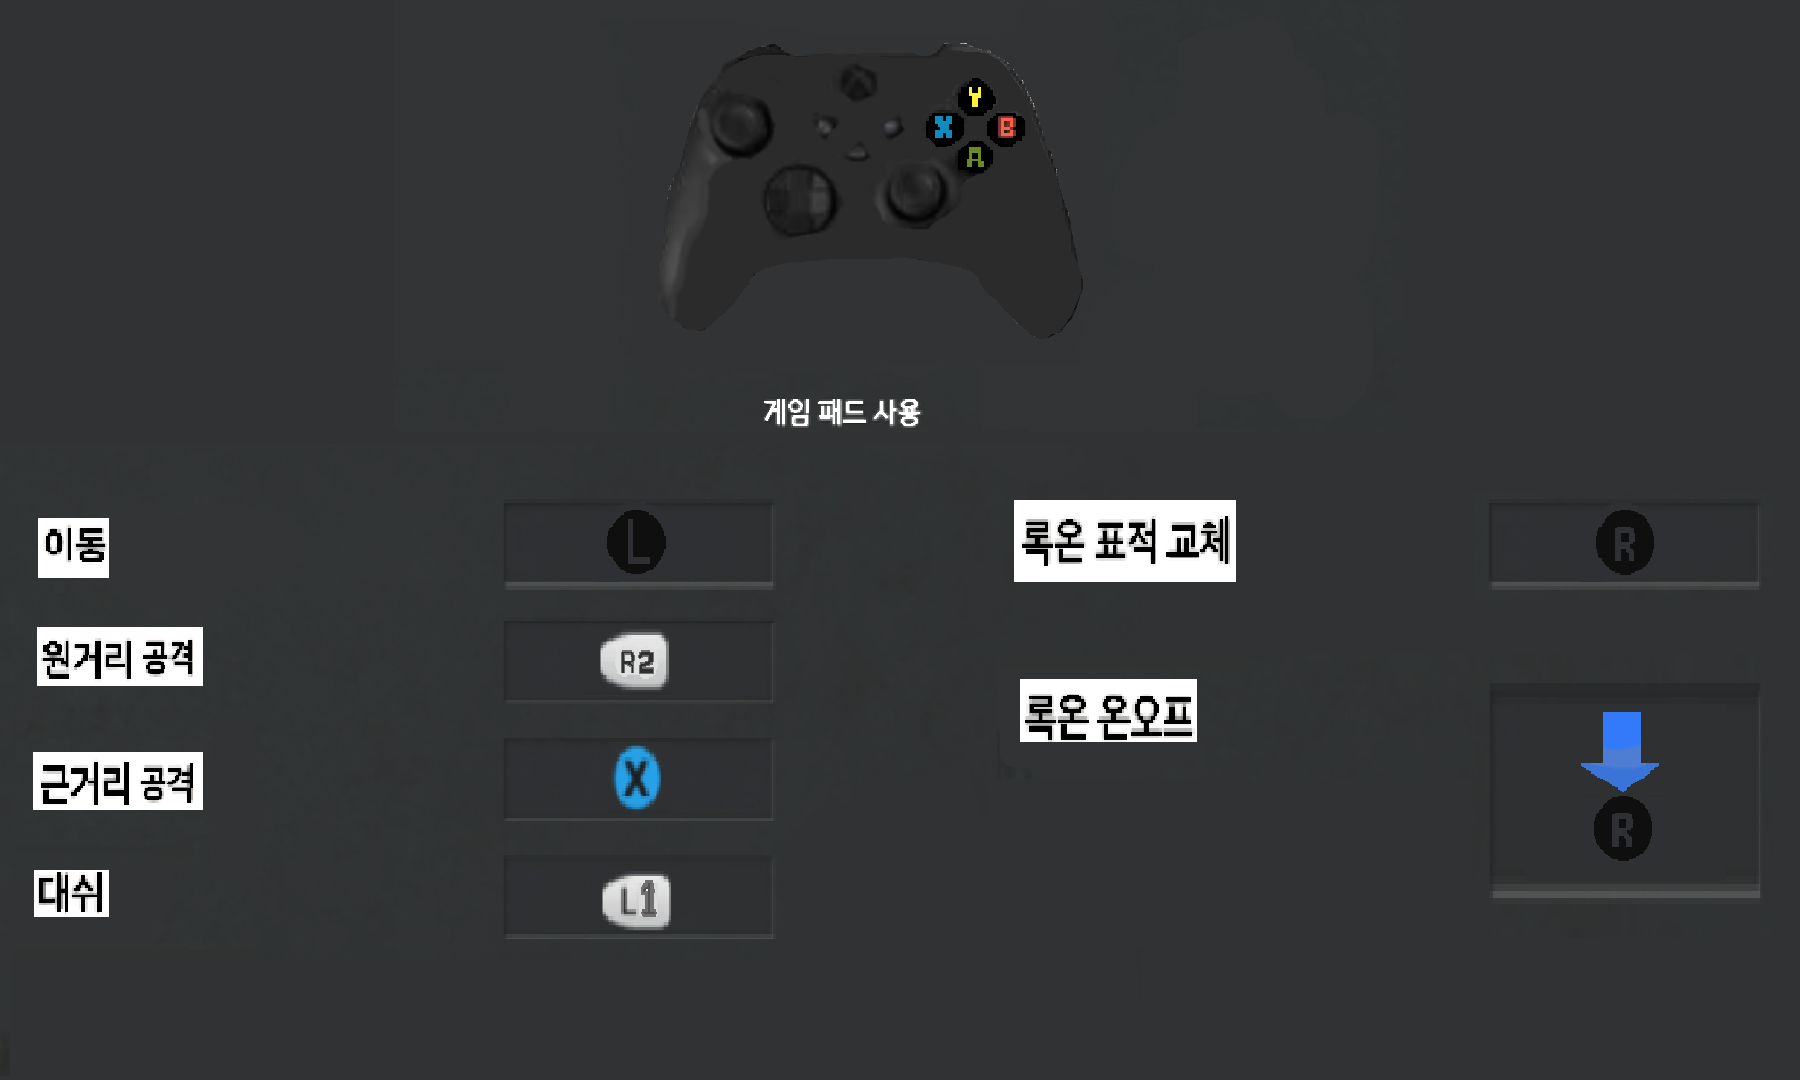 Y
X B
A
게임 패드 사용
이동 L
원거리 공격 R2
근거리 공격 X
대쉬 L1
록온 표적 교체 R
록온 온오프
R